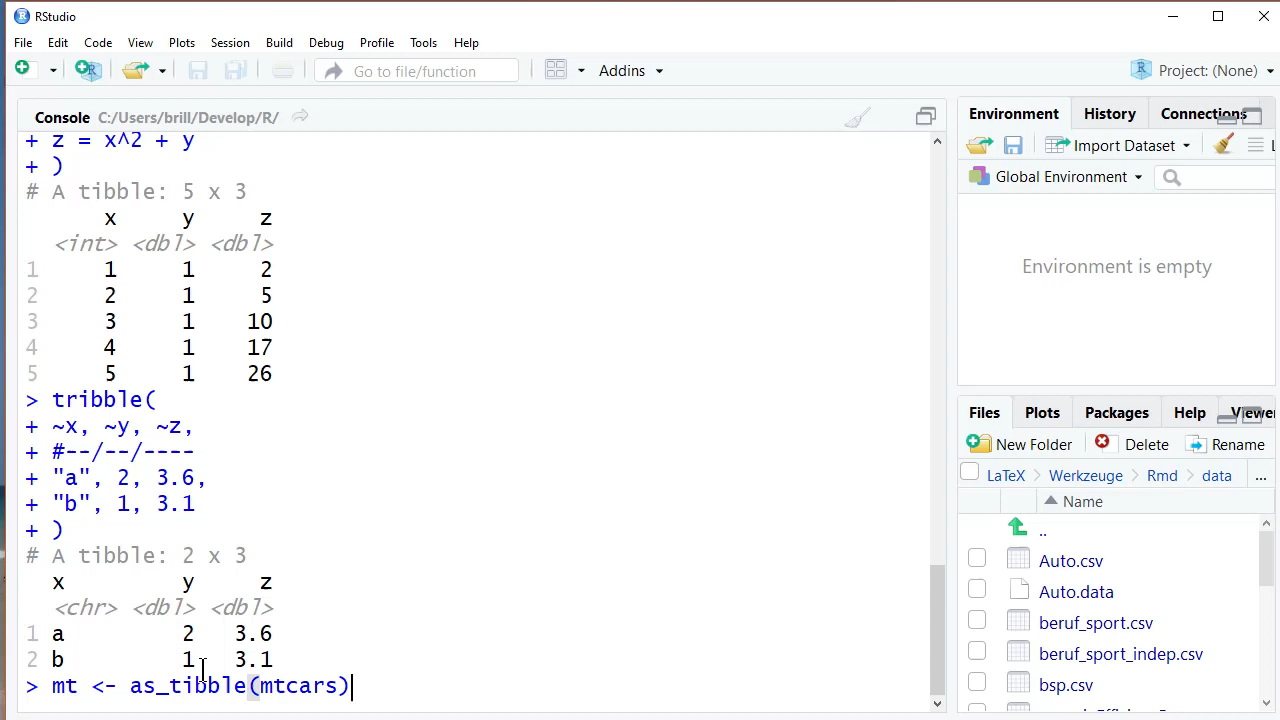 RStudio
File Edit Code View Plots Session Build Debug Profile Tools Help
Go to file/function Addins Project: (None)
Console C:/Users/brill/Develop/R/
+ z = x^2 + y
+ )
# A tibble: 5 x 3
x y z
<int> <dbl> <dbl>
1 1 1 2
2 2 1 5
3 3 1 10
4 4 1 17
5 5 1 26
> tribble(
+ ~x, ~y, ~z,
+ #--/--/----
+ "a", 2, 3.6,
+ "b", 1, 3.1
+ )
# A tibble: 2 x 3
x y z
<chr> <dbl> <dbl>
1 a 2 3.6
2 b 1 3.1
> mt <- as_tibble(mtcars)
Environment History Connections
Import Dataset L
Global Environment
Environment is empty
Files Plots Packages Help Viewer
New Folder Delete Rename
LaTeX Werkzeuge Rmd data ...
Name
..
Auto.csv
Auto.data
beruf_sport.csv
beruf_sport_indep.csv
bsp.csv